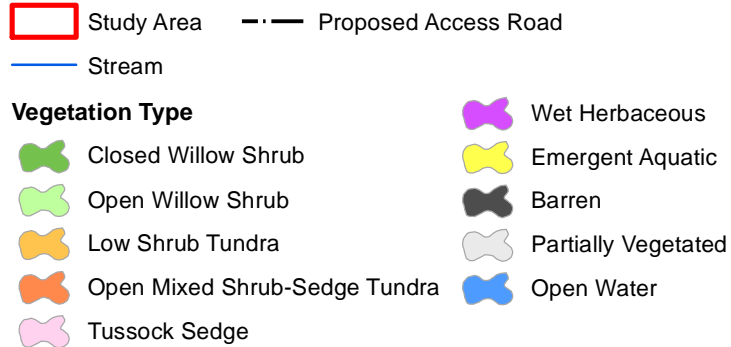 Study Area
Proposed Access Road
Stream
Vegetation Type
Closed Willow Shrub
Open Willow Shrub
Low Shrub Tundra
Open Mixed Shrub-Sedge Tundra
Tussock Sedge
Wet Herbaceous
Emergent Aquatic
Barren
Partially Vegetated
Open Water